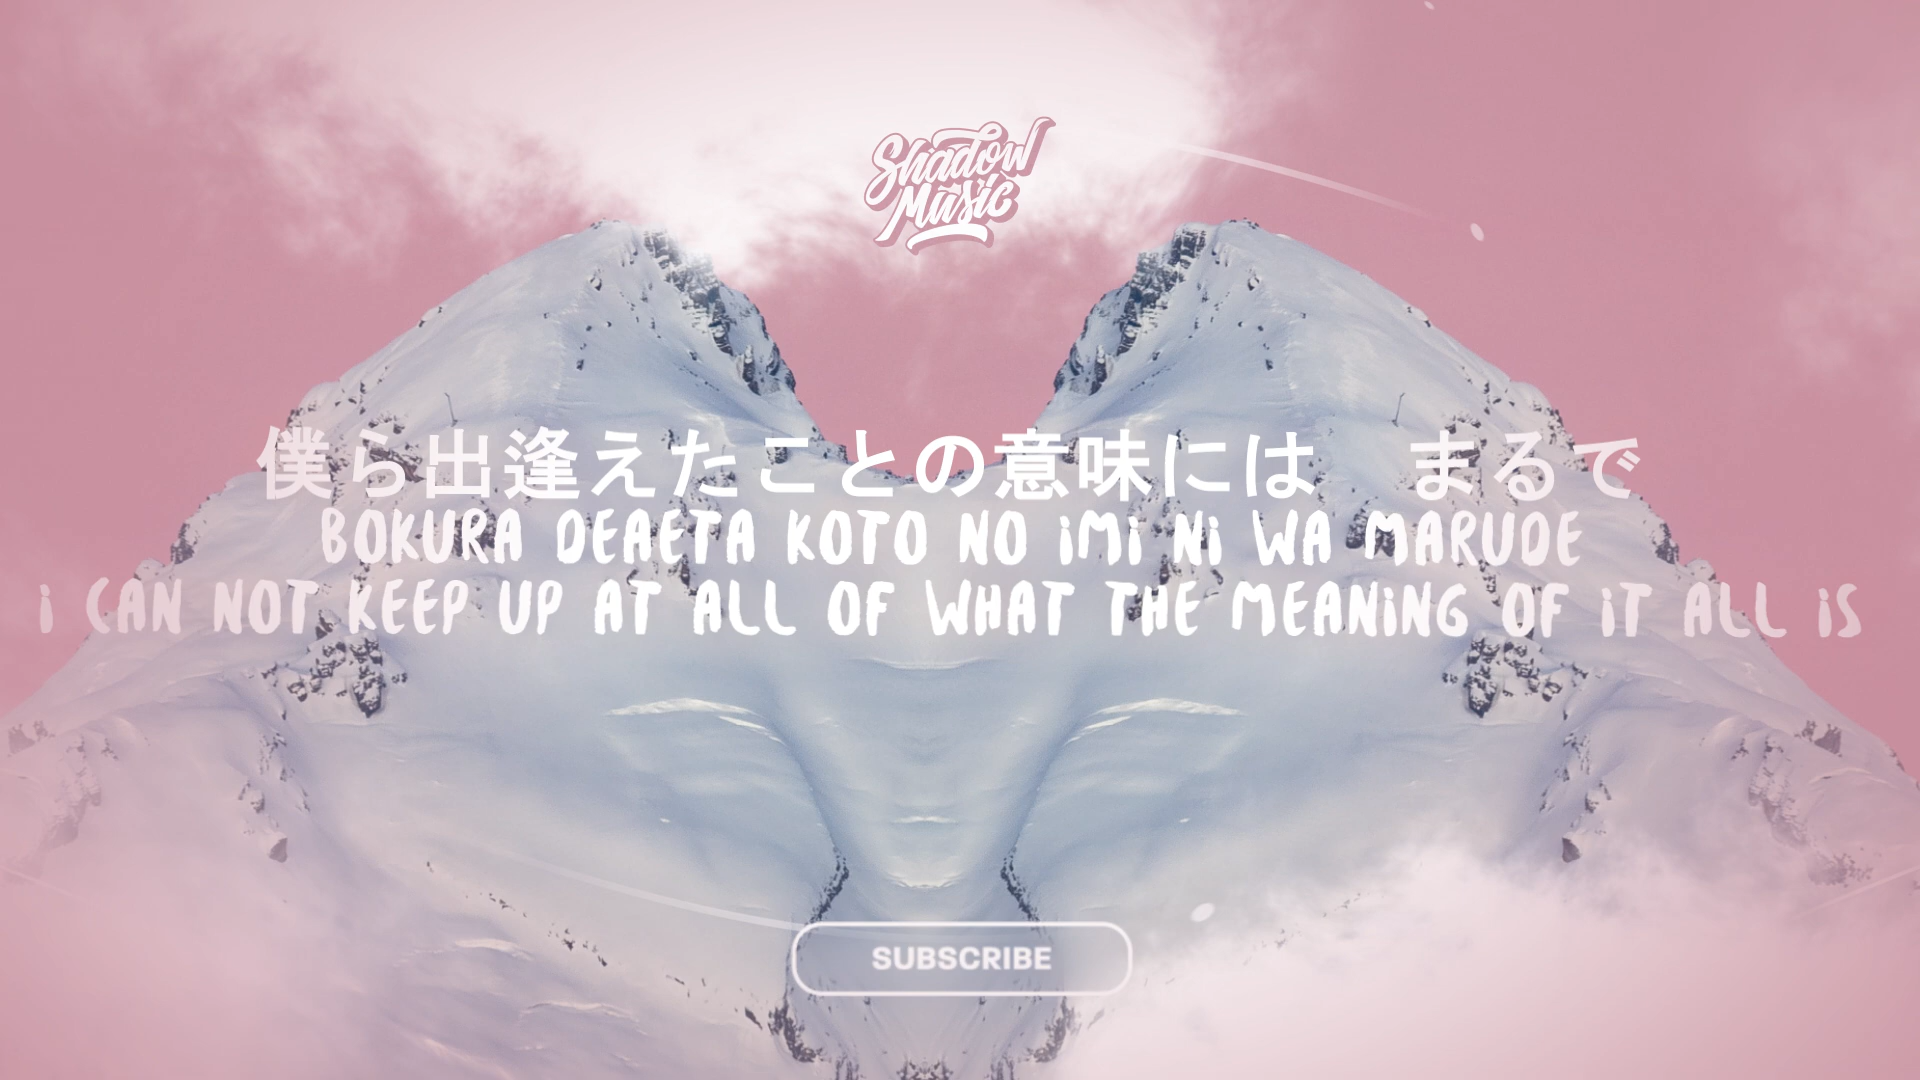 Shadow
Music
僕ら出逢えたことの意味には　まるで
BOKURA DEAETA KOTO NO iMi Ni WA MARUDE
i CAN NOT KEEP UP AT ALL OF WHAT THE MEANiNG OF iT ALL iS
SUBSCRIBE